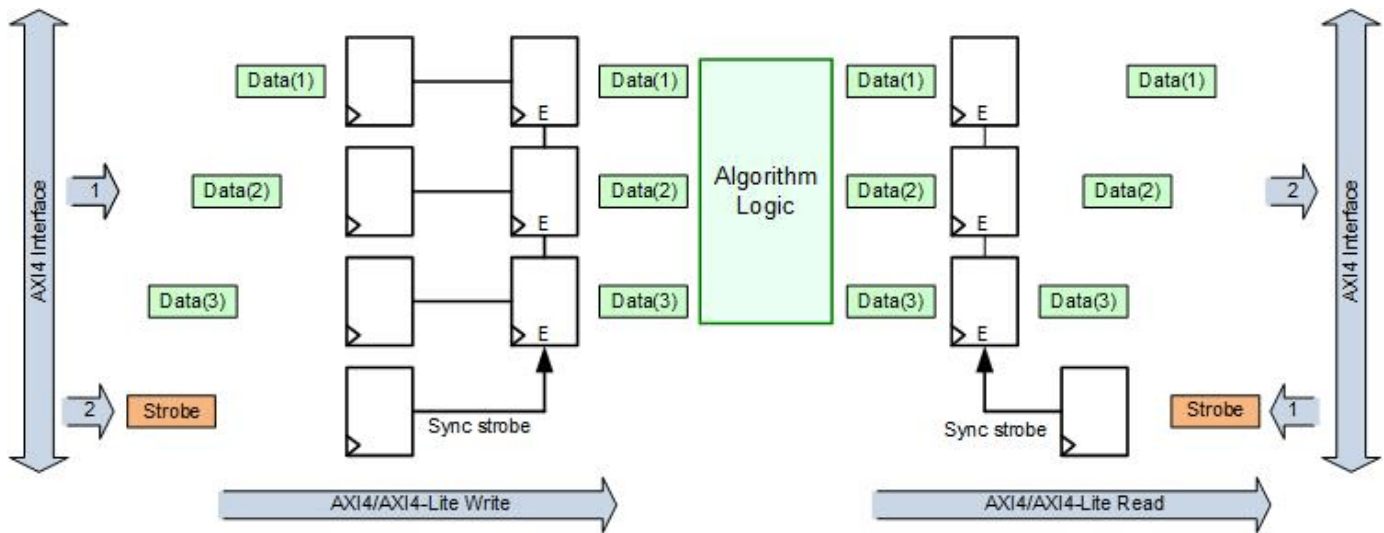 Data(1)
Data(1)
Data(1)
Data(1)
E
E
AXI4 Interface
1
Data(2)
Data(2)
Algorithm
Logic
Data(2)
Data(2)
2
AXI4 Interface
E
E
Data(3)
Data(3)
Data(3)
Data(3)
E
E
2
Strobe
Sync strobe
Sync strobe
Strobe
1
AXI4/AXI4-Lite Write
AXI4/AXI4-Lite Read